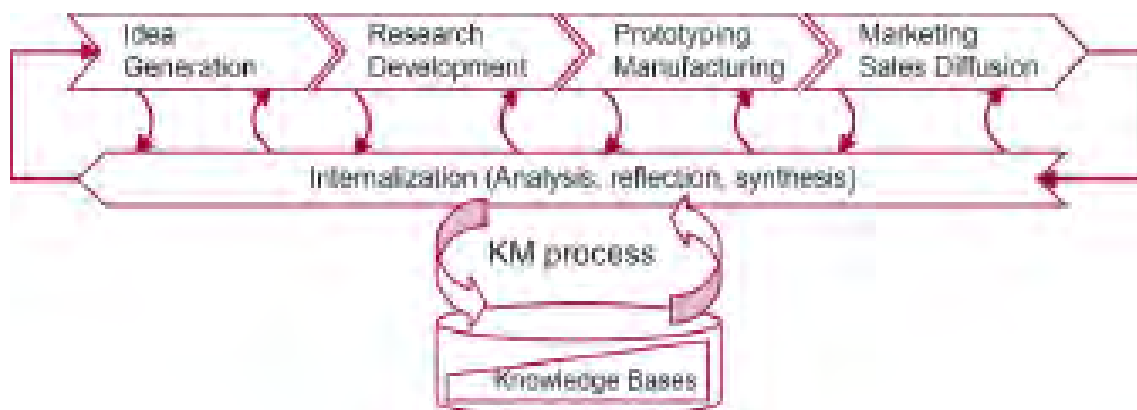 Idea
Generation
Research
Development
Prototyping
Manufacturing
Marketing
Sales Diffusion
Internalization (Analysis, reflection, synthesis)
KM process
Knowledge Bases